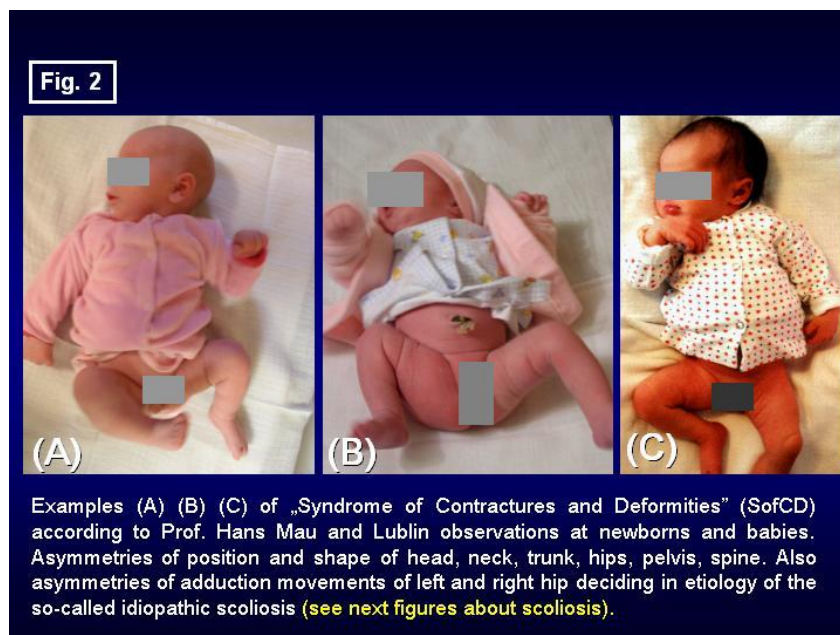 Fig. 2
(A) (B) (C)
Examples (A) (B) (C) of „Syndrome of Contractures and Deformities” (SofCD)
according to Prof. Hans Mau and Lublin observations at newborns and babies.
Asymmetries of position and shape of head, neck, trunk, hips, pelvis, spine. Also
asymmetries of adduction movements of left and right hip deciding in etiology of the
so-called idiopathic scoliosis (see next figures about scoliosis).